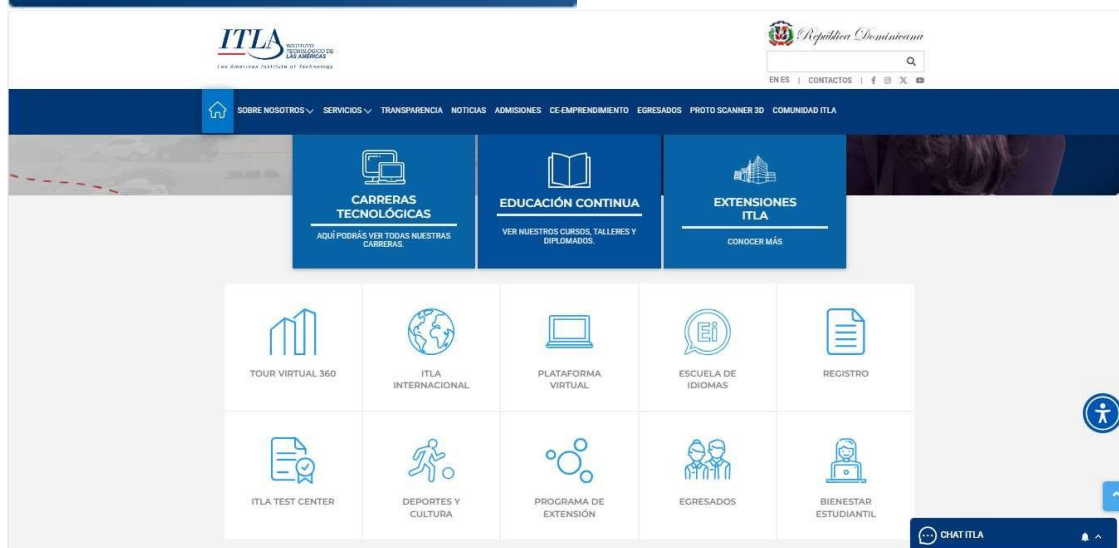 ITLA
INSTITUTO
TECNOLÓGICO DE
LAS AMÉRICAS
Las Américas Institute of Technology
República Dominicana
EN ES | CONTACTOS |
SOBRE NOSOTROS SERVICIOS TRANSPARENCIA NOTICIAS ADMISIONES CE-EMPRENDIMIENTO EGRESADOS PROTO SCANNER 3D COMUNIDAD ITLA
CARRERAS
TECNOLÓGICAS
AQUÍ PODRÁS VER TODAS NUESTRAS
CARRERAS.
EDUCACIÓN CONTINUA
VER NUESTROS CURSOS, TALLERES Y
DIPLOMADOS.
EXTENSIONES
ITLA
CONOCER MÁS
TOUR VIRTUAL 360
ITLA
INTERNACIONAL
PLATAFORMA
VIRTUAL
Ei
ESCUELA DE
IDIOMAS
REGISTRO
ITLA TEST CENTER
DEPORTES Y
CULTURA
PROGRAMA DE
EXTENSIÓN
EGRESADOS
BIENESTAR
ESTUDIANTIL
CHAT ITLA